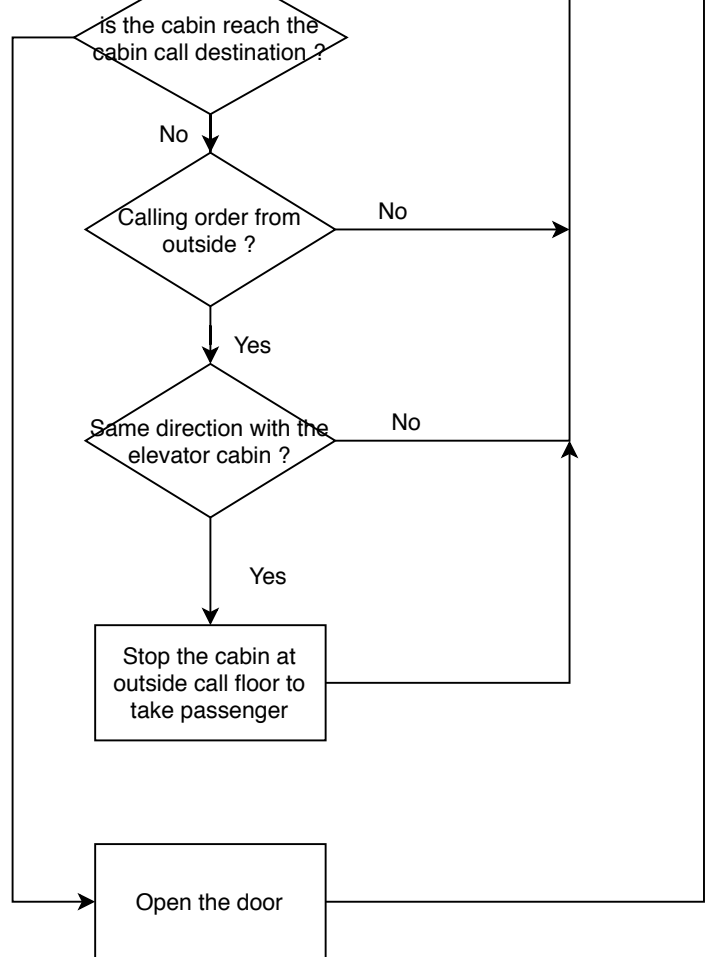 is the cabin reach the
cabin call destination ?
No
Calling order from
outside ?
No
Yes
Same direction with the
elevator cabin ?
No
Yes
Stop the cabin at
outside call floor to
take passenger
Open the door